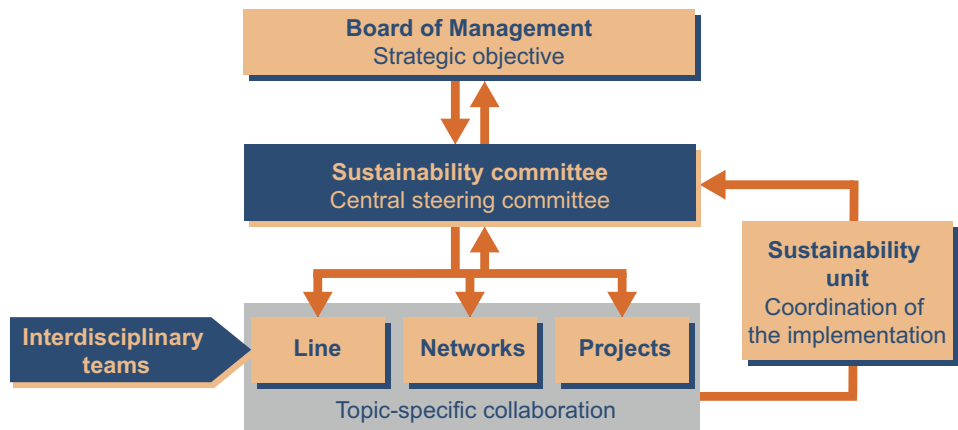 Board of Management
Strategic objective
Sustainability committee
Central steering committee
Sustainability
unit
Coordination of
the implementation
Interdisciplinary
teams
Line
Networks
Projects
Topic-specific collaboration